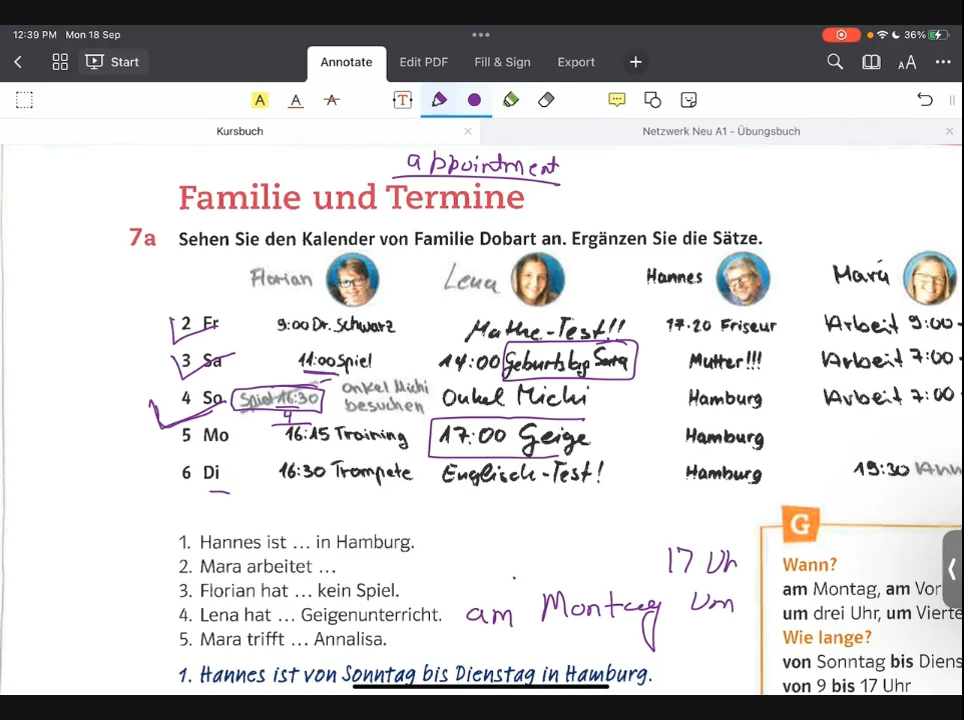 12:39 PM Mon 18 Sep
36%
Start
Annotate
Edit PDF
Fill & Sign
Export
AA
A A A T
Kursbuch
Netzwerk Neu A1 - Übungsbuch
appointment
Familie und Termine
7a Sehen Sie den Kalender von Familie Dobart an. Ergänzen Sie die Sätze.
Florian Lena Hannes Mara
2 Fr 9:00 Dr. Schwarz Mathe-Test!! 17.20 Friseur Arbeit 9:00-
3 Sa 11:00 Spiel 14:00 Geburtstag Mutter!!! Arbeit 7:00-
4 So Spiel 16:30 Onkel Michi besuchen Onkel Michi Hamburg Arbeit 7:00-
4
5 Mo 16:15 Training 17:00 Geige Hamburg
6 Di 16:30 Trompete Englisch-Test! Hamburg 19:30 Ann
1. Hannes ist … in Hamburg.
2. Mara arbeitet …
3. Florian hat … kein Spiel.
4. Lena hat … Geigenunterricht.
5. Mara trifft … Annalisa.
17 Uhr
am Montag um
1. Hannes ist von Sonntag bis Dienstag in Hamburg.
G
Wann?
am Montag, am Vor
um drei Uhr, um Vierte
Wie lange?
von Sonntag bis Diens
von 9 bis 17 Uhr